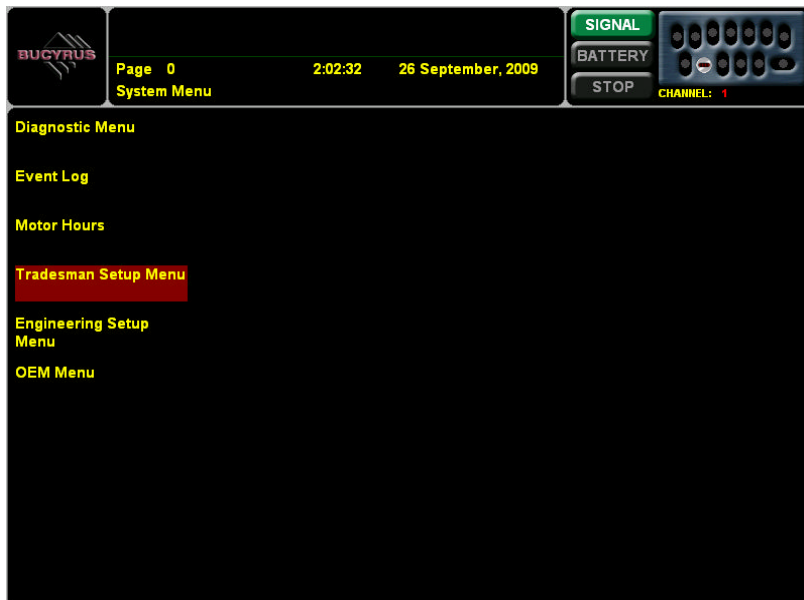 BUCYRUS
Page 0 2:02:32 26 September, 2009
System Menu
SIGNAL
BATTERY
STOP
CHANNEL: 1
Diagnostic Menu
Event Log
Motor Hours
Tradesman Setup Menu
Engineering Setup
Menu
OEM Menu